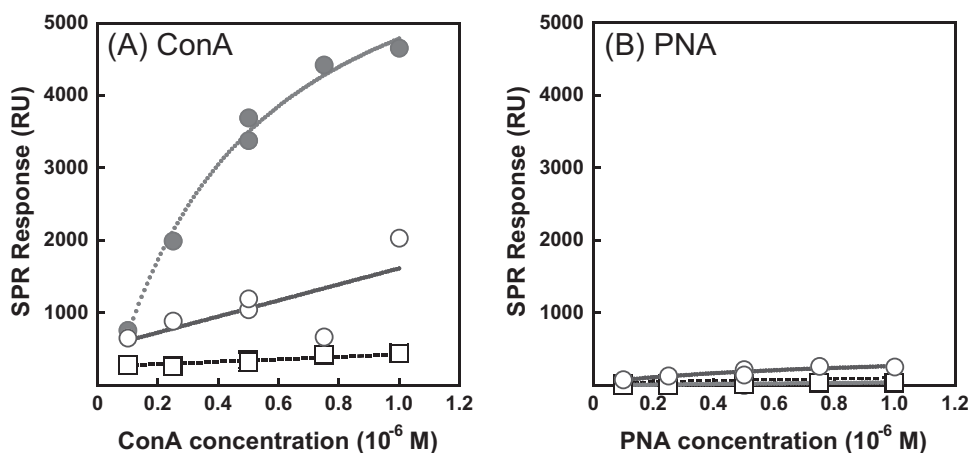 (A) ConA
SPR Response (RU)
5000
4000
3000
2000
1000
0 0.2 0.4 0.6 0.8 1.0 1.2
ConA concentration (10⁻⁶ M)
(B) PNA
SPR Response (RU)
5000
4000
3000
2000
1000
0 0.2 0.4 0.6 0.8 1.0 1.2
PNA concentration (10⁻⁶ M)